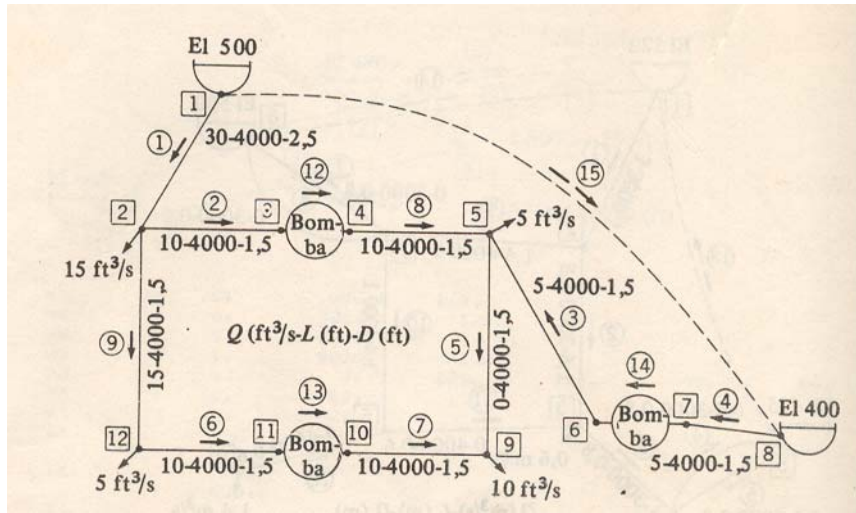 El 500
1
① 30-4000-2,5
⑮
⑫
2 ② 3 Bom-ba 4 ⑧ 5 5 ft³/s
10-4000-1,5 10-4000-1,5
15 ft³/s
5-4000-1,5
③
⑨ 15-4000-1,5
Q (ft³/s-L (ft)-D (ft)
⑤ 0-4000-1,5
⑭
El 400
6 Bom-ba 7 ④ 8
5-4000-1,5
⑬
12 ⑥ 11 Bom-ba 10 ⑦ 9
10-4000-1,5 10-4000-1,5
5 ft³/s
10 ft³/s